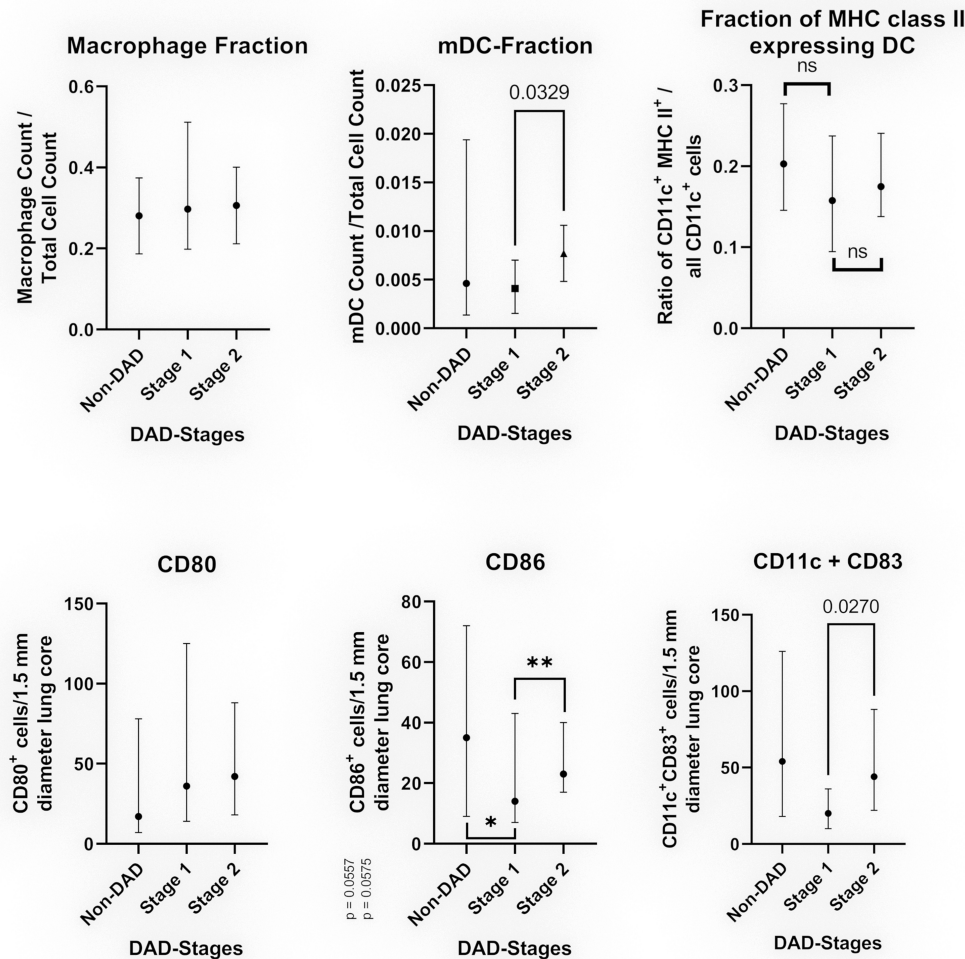 Macrophage Fraction
Macrophage Count /
Total Cell Count
0.6
0.4
0.2
0.0
Non-DAD
Stage 1
Stage 2
DAD-Stages
mDC-Fraction
mDC Count /Total Cell Count
0.025
0.020
0.015
0.010
0.005
0.000
0.0329
Non-DAD
Stage 1
Stage 2
DAD-Stages
Fraction of MHC class II
expressing DC
Ratio of CD11c⁺ MHC II⁺ /
all CD11c⁺ cells
0.3
0.2
0.1
0.0
ns
ns
Non-DAD
Stage 1
Stage 2
DAD-Stages
CD80
CD80⁺ cells/1.5 mm
diameter lung core
150
100
50
0
Non-DAD
Stage 1
Stage 2
DAD-Stages
CD86
CD86⁺ cells/1.5 mm
diameter lung core
80
60
40
20
0
**
*
p = 0.0557
p = 0.0575
Non-DAD
Stage 1
Stage 2
DAD-Stages
CD11c + CD83
CD11c⁺CD83⁺ cells/1.5 mm
diameter lung core
150
100
50
0
0.0270
Non-DAD
Stage 1
Stage 2
DAD-Stages